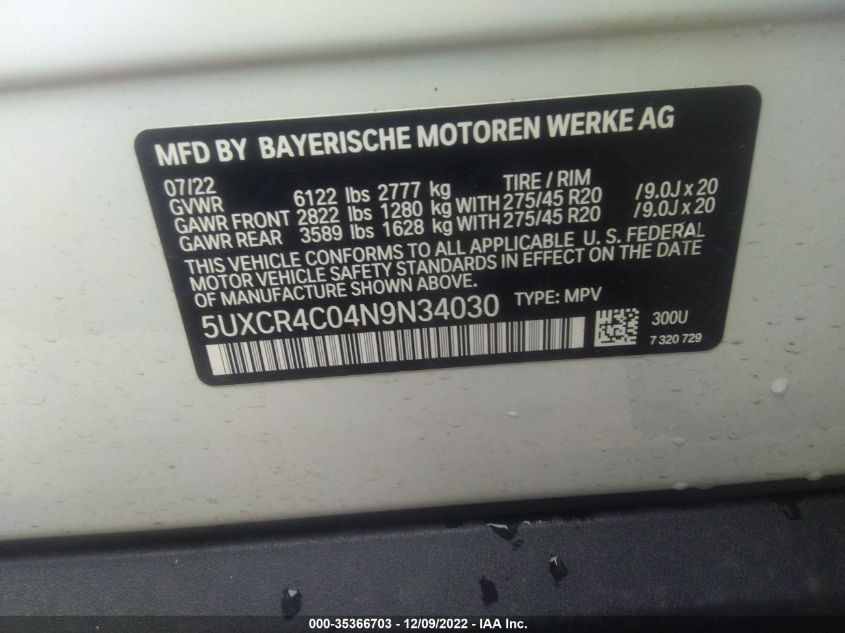 MFD BY BAYERISCHE MOTOREN WERKE AG
07/22 TIRE / RIM
GVWR 6122 lbs 2777 kg
GAWR FRONT 2822 lbs 1280 kg WITH 275/45 R20 / 9.0J x 20
GAWR REAR 3589 lbs 1628 kg WITH 275/45 R20 / 9.0J x 20
THIS VEHICLE CONFORMS TO ALL APPLICABLE U. S. FEDERAL
MOTOR VEHICLE SAFETY STANDARDS IN EFFECT ON THE DATE
OF MANUFACTURE SHOWN ABOVE.
5UXCR4C04N9N34030 TYPE: MPV
300U
7 320 729
000-35366703 - 12/09/2022 - IAA Inc.